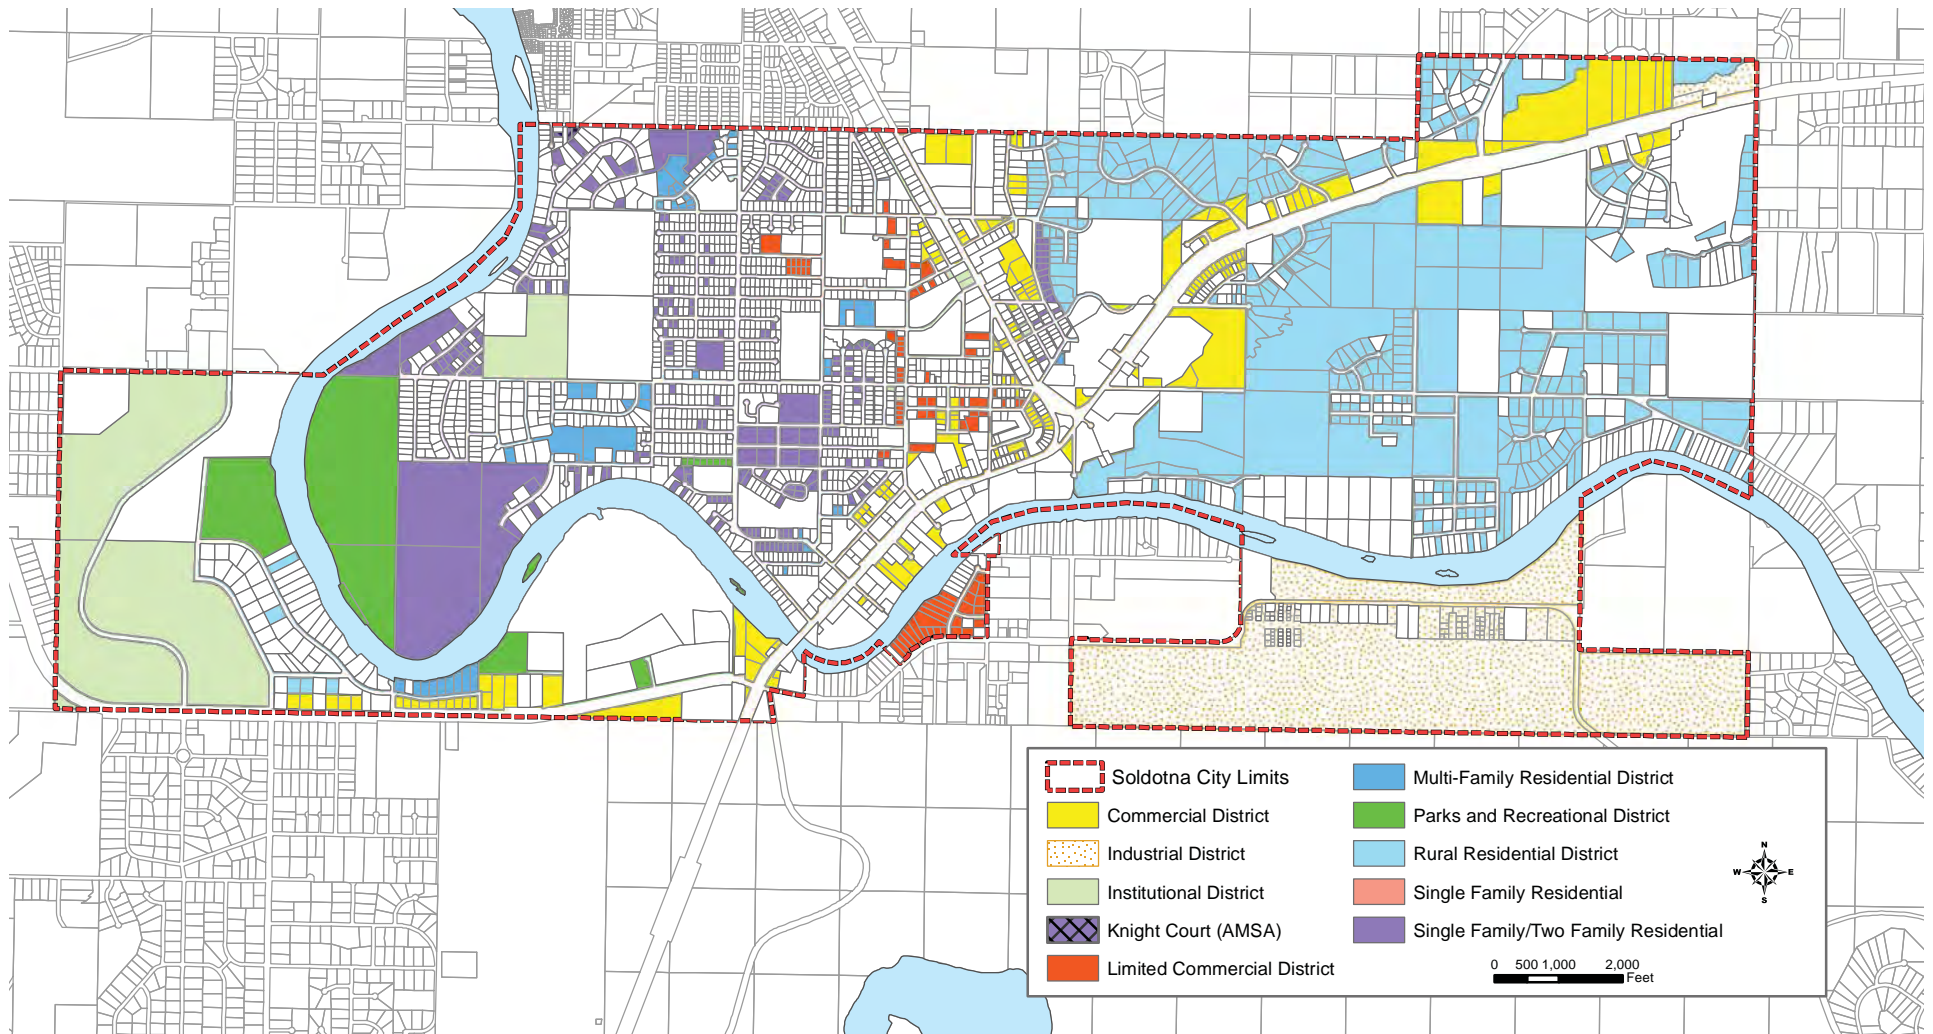 Soldotna City Limits
Commercial District
Industrial District
Institutional District
Knight Court (AMSA)
Limited Commercial District
Multi-Family Residential District
Parks and Recreational District
Rural Residential District
Single Family Residential
Single Family/Two Family Residential
N
W E
S
0 500 1,000 2,000
Feet